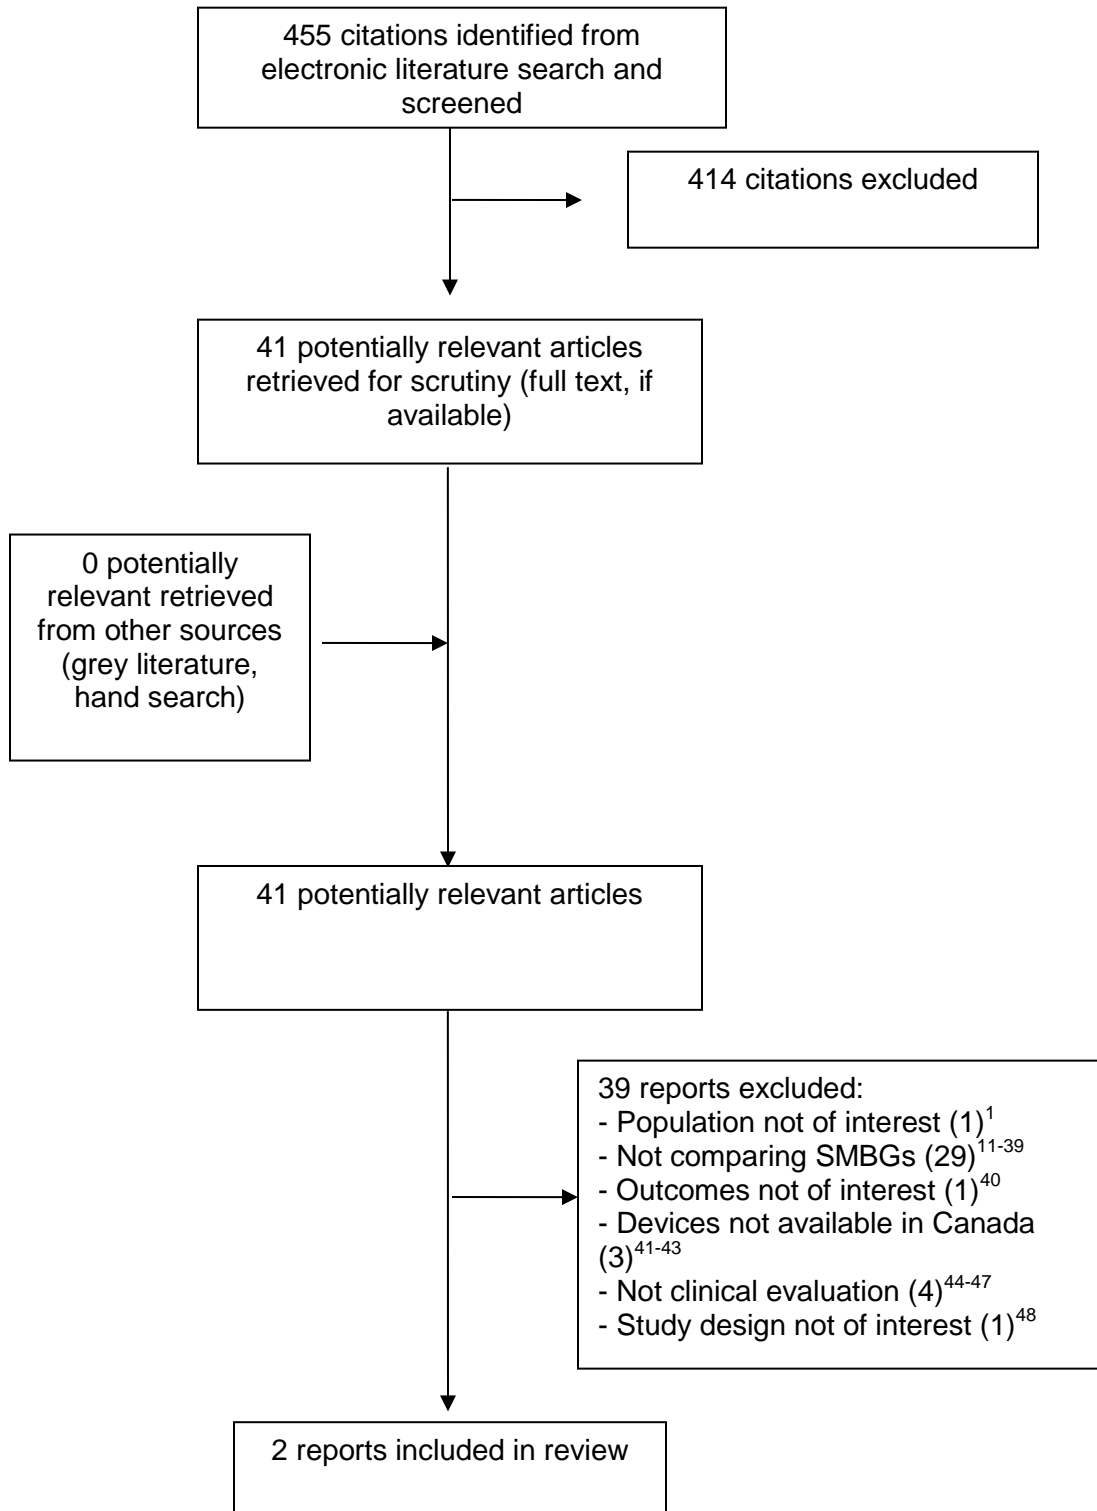 455 citations identified from
electronic literature search and
screened
414 citations excluded
41 potentially relevant articles
retrieved for scrutiny (full text, if
available)
0 potentially
relevant retrieved
from other sources
(grey literature,
hand search)
41 potentially relevant articles
39 reports excluded:
- Population not of interest (1)¹
- Not comparing SMBGs (29)¹¹⁻³⁹
- Outcomes not of interest (1)⁴⁰
- Devices not available in Canada
(3)⁴¹⁻⁴³
- Not clinical evaluation (4)⁴⁴⁻⁴⁷
- Study design not of interest (1)⁴⁸
2 reports included in review